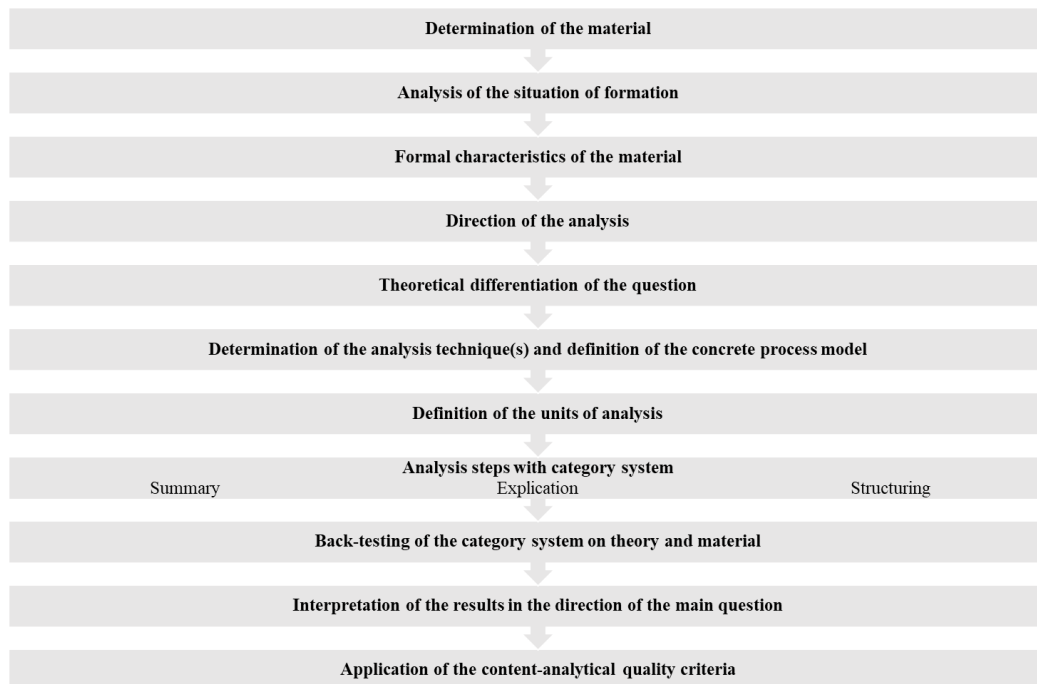 Determination of the material
Analysis of the situation of formation
Formal characteristics of the material
Direction of the analysis
Theoretical differentiation of the question
Determination of the analysis technique(s) and definition of the concrete process model
Definition of the units of analysis
Analysis steps with category system
Summary Explication Structuring
Back-testing of the category system on theory and material
Interpretation of the results in the direction of the main question
Application of the content-analytical quality criteria